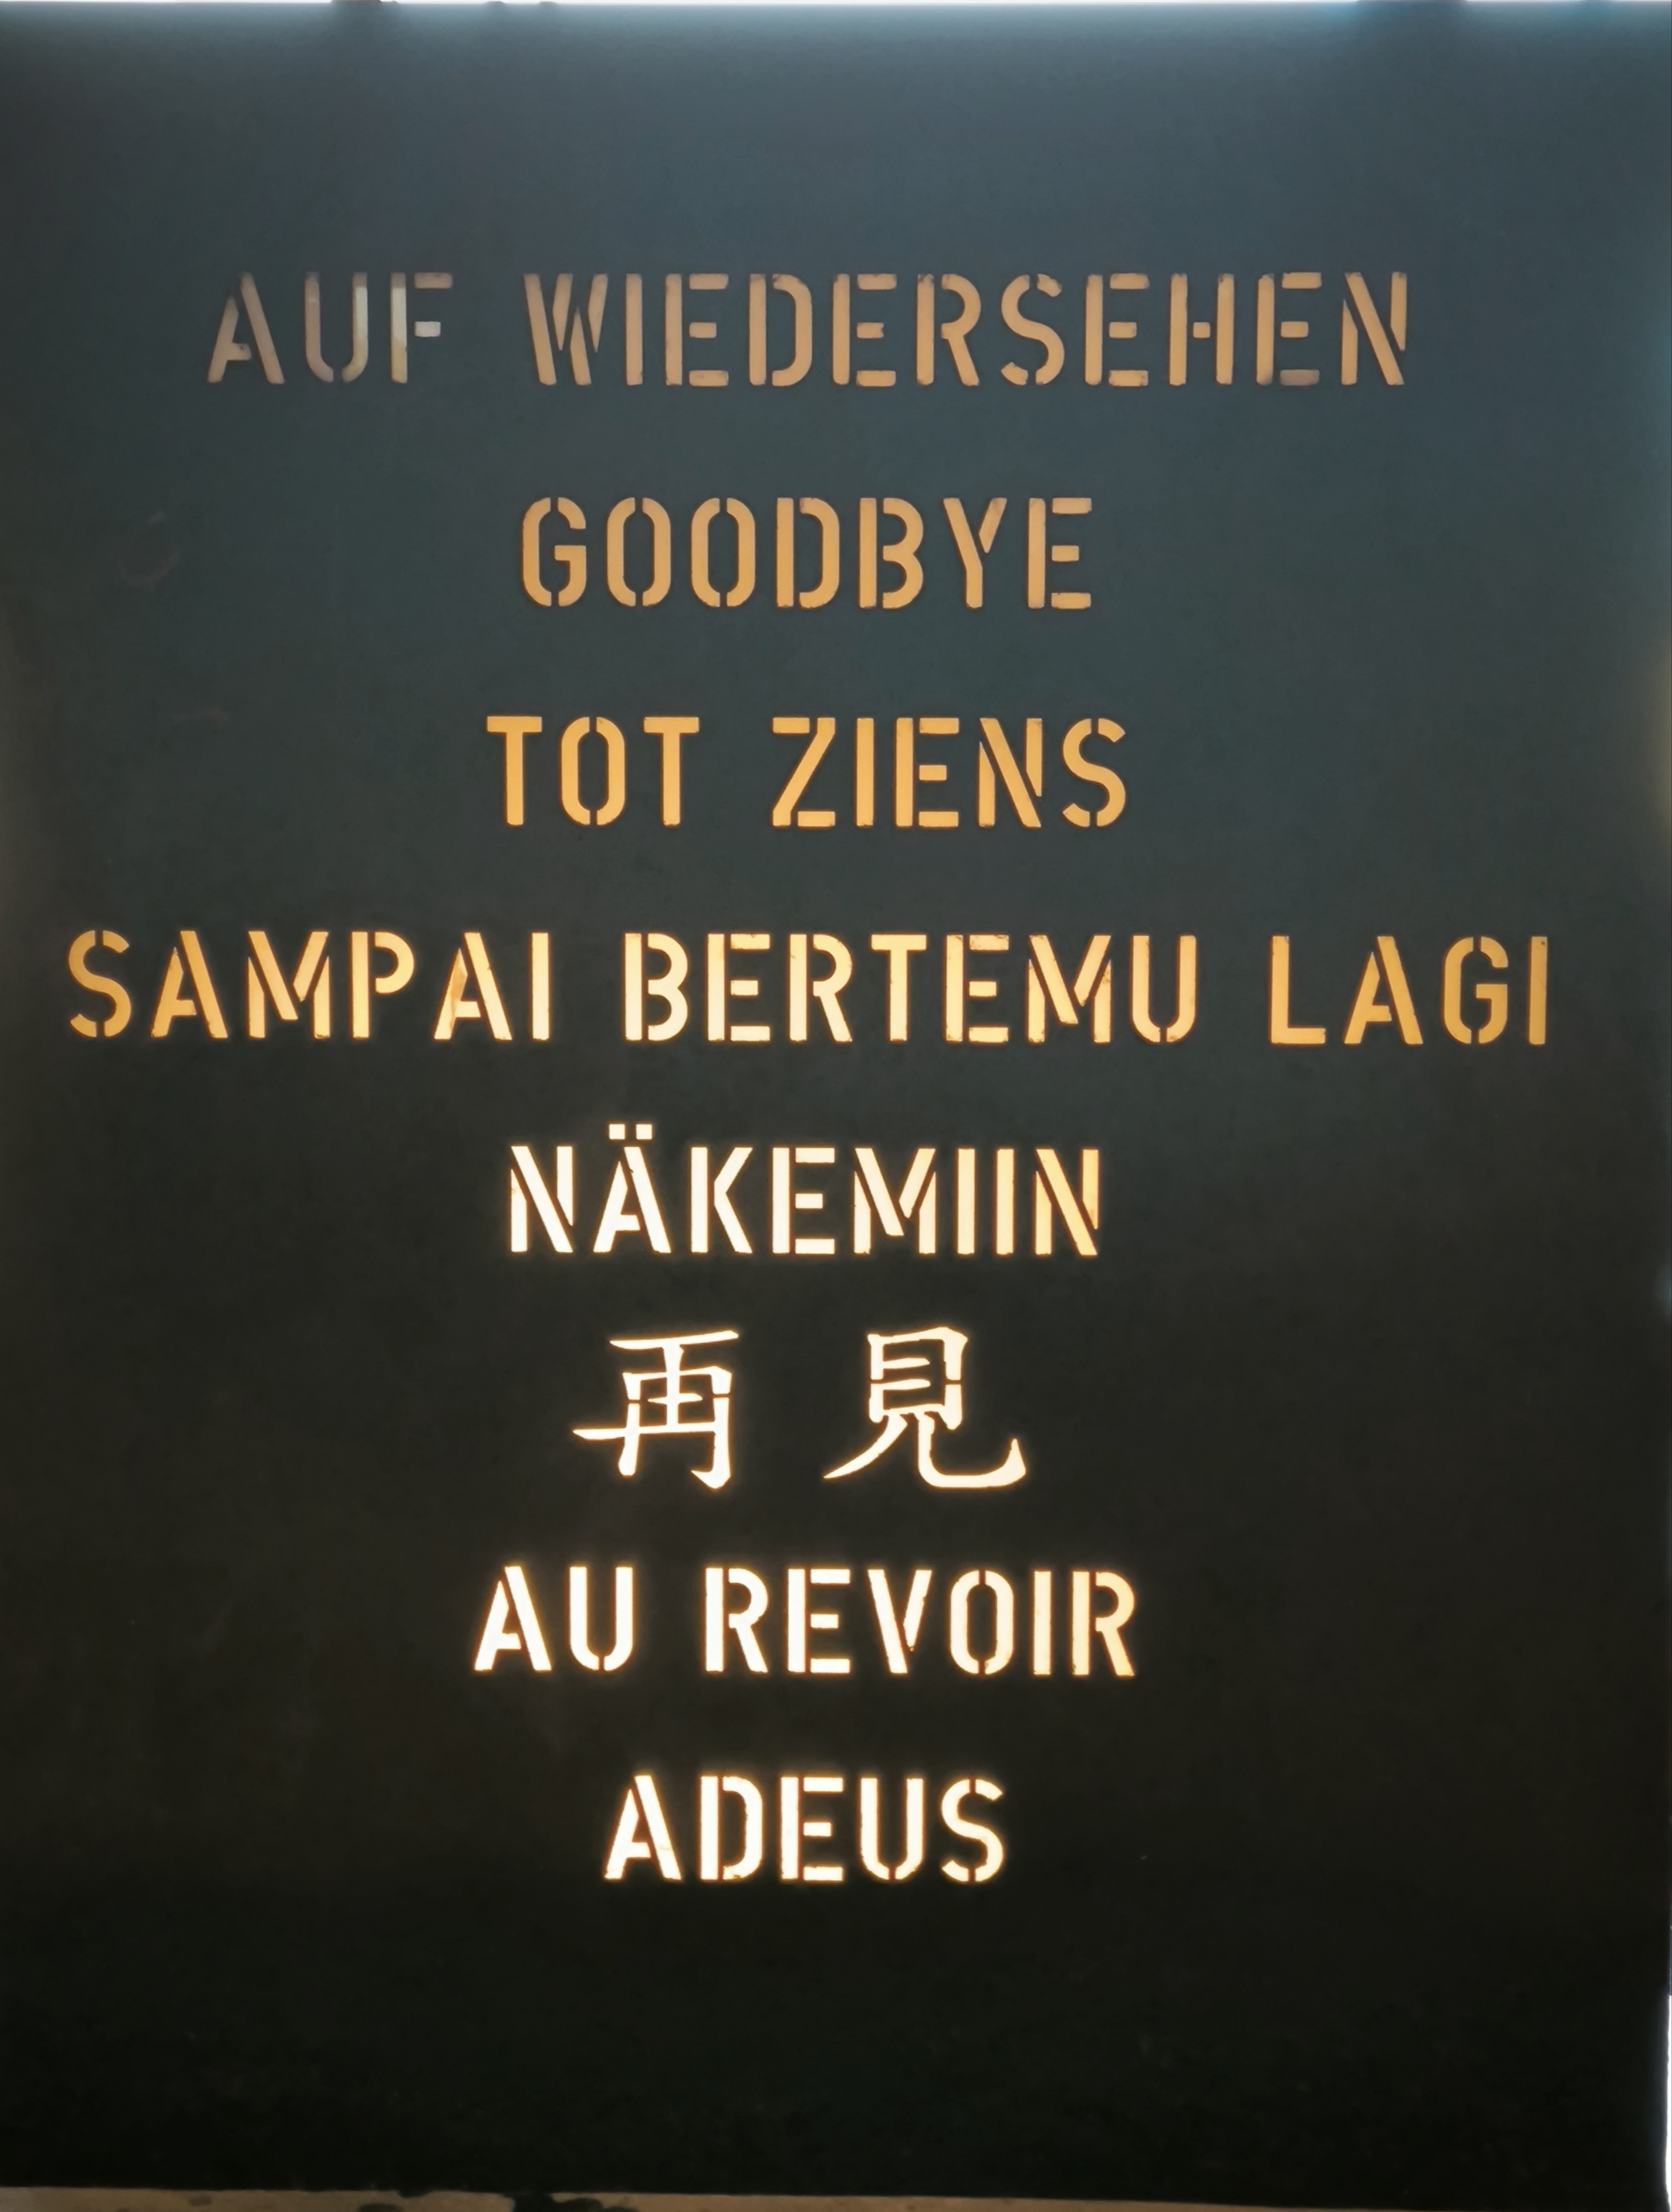 AUF WIEDERSEHEN
GOODBYE
TOT ZIENS
SAMPAI BERTEMU LAGI
NÄKEMIIN
再見
AU REVOIR
ADEUS